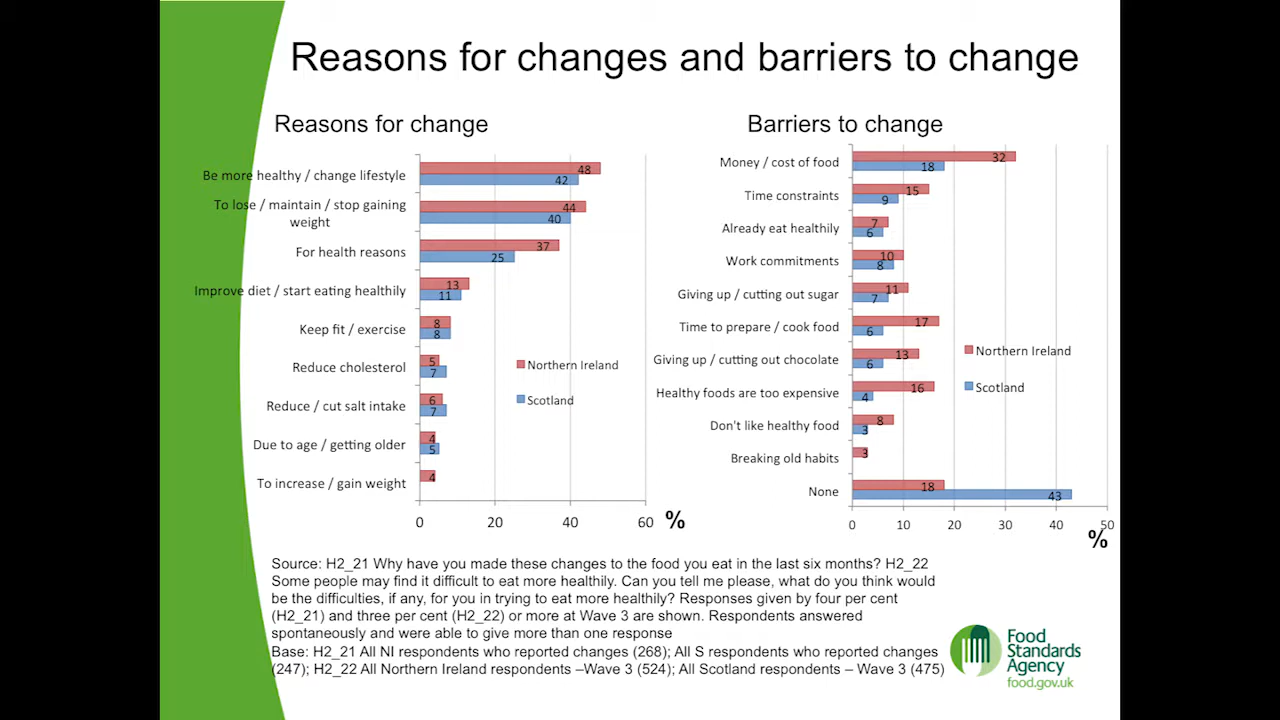 Reasons for changes and barriers to change
Reasons for change
Be more healthy / change lifestyle
48
42
To lose / maintain / stop gaining
weight
44
40
For health reasons
37
25
Improve diet / start eating healthily
13
11
Keep fit / exercise
8
8
Reduce cholesterol
5
7
Reduce / cut salt intake
6
7
Due to age / getting older
4
5
To increase / gain weight
4
Northern Ireland
Scotland
0 20 40 60 %
Barriers to change
Money / cost of food
32
18
Time constraints
15
9
Already eat healthily
7
6
Work commitments
10
8
Giving up / cutting out sugar
11
7
Time to prepare / cook food
17
6
Giving up / cutting out chocolate
13
6
Healthy foods are too expensive
16
4
Don't like healthy food
8
3
Breaking old habits
3
None
18
43
Northern Ireland
Scotland
0 10 20 30 40 50
%
Source: H2_21 Why have you made these changes to the food you eat in the last six months? H2_22
Some people may find it difficult to eat more healthily. Can you tell me please, what do you think would
be the difficulties, if any, for you in trying to eat more healthily? Responses given by four per cent
(H2_21) and three per cent (H2_22) or more at Wave 3 are shown. Respondents answered
spontaneously and were able to give more than one response
Base: H2_21 All NI respondents who reported changes (268); All S respondents who reported changes
(247); H2_22 All Northern Ireland respondents –Wave 3 (524); All Scotland respondents – Wave 3 (475)
Food
Standards
Agency
food.gov.uk